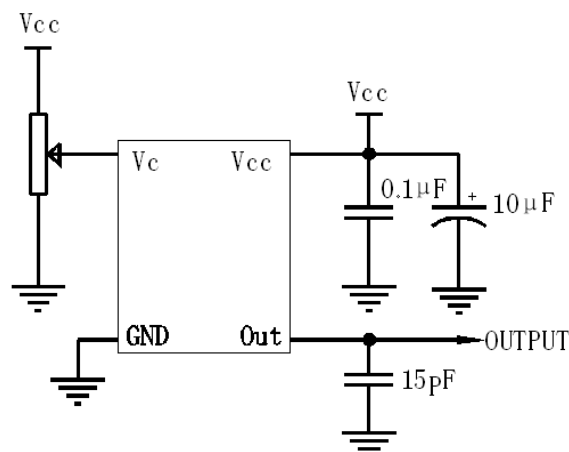 Vcc
Vcc
Vc
Vcc
0.1μF
+
10μF
GND
Out
OUTPUT
15pF